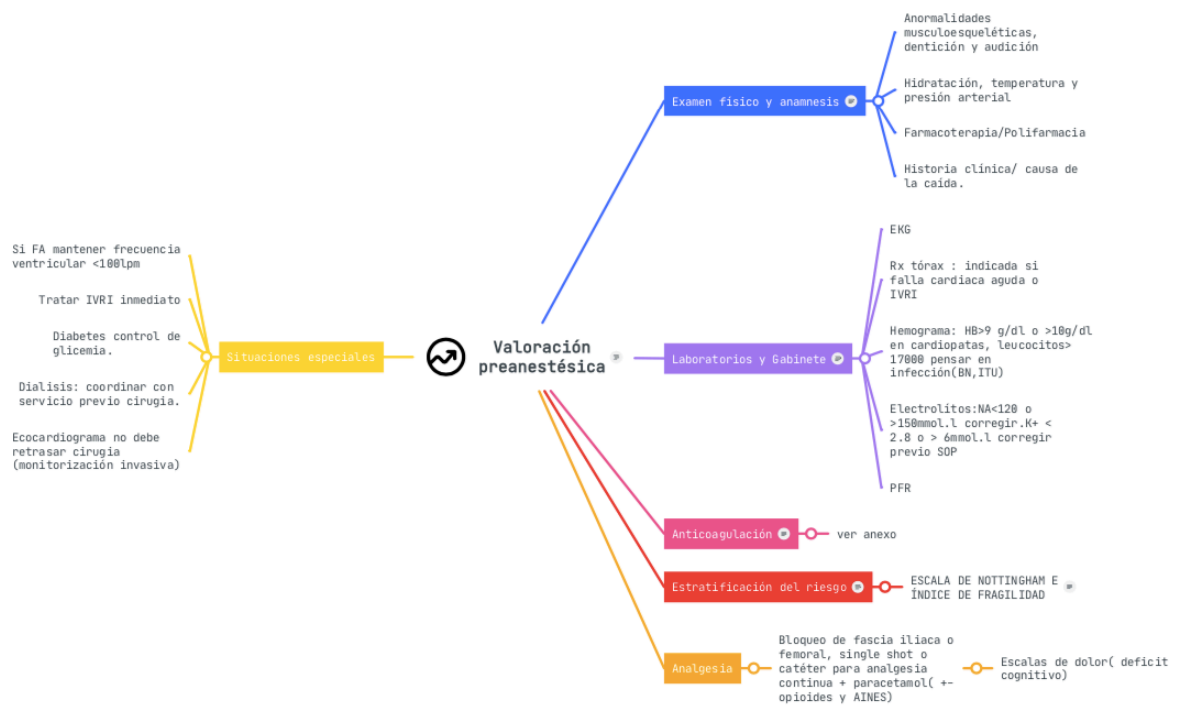 Valoración
preanestésica
Examen físico y anamnesis
Anormalidades
musculoesqueléticas,
dentición y audición
Hidratación, temperatura y
presión arterial
Farmacoterapia/Polifarmacia
Historia clínica/ causa de
la caída.
Laboratorios y Gabinete
EKG
Rx tórax : indicada si
falla cardiaca aguda o
IVRI
Hemograma: HB>9 g/dl o >10g/dl
en cardiopatas, leucocitos>
17000 pensar en
infección(BN,ITU)
Electrolitos:NA<120 o
>150mmol.l corregir.K+ <
2.8 o > 6mmol.l corregir
previo SOP
PFR
Anticoagulación
ver anexo
Estratificación del riesgo
ESCALA DE NOTTINGHAM E
ÍNDICE DE FRAGILIDAD
Analgesia
Bloqueo de fascia iliaca o
femoral, single shot o
catéter para analgesia
continua + paracetamol( +-
opioides y AINES)
Escalas de dolor( deficit
cognitivo)
Situaciones especiales
Si FA mantener frecuencia
ventricular <100lpm
Tratar IVRI inmediato
Diabetes control de
glicemia.
Dialisis: coordinar con
servicio previo cirugia.
Ecocardiograma no debe
retrasar cirugia
(monitorización invasiva)